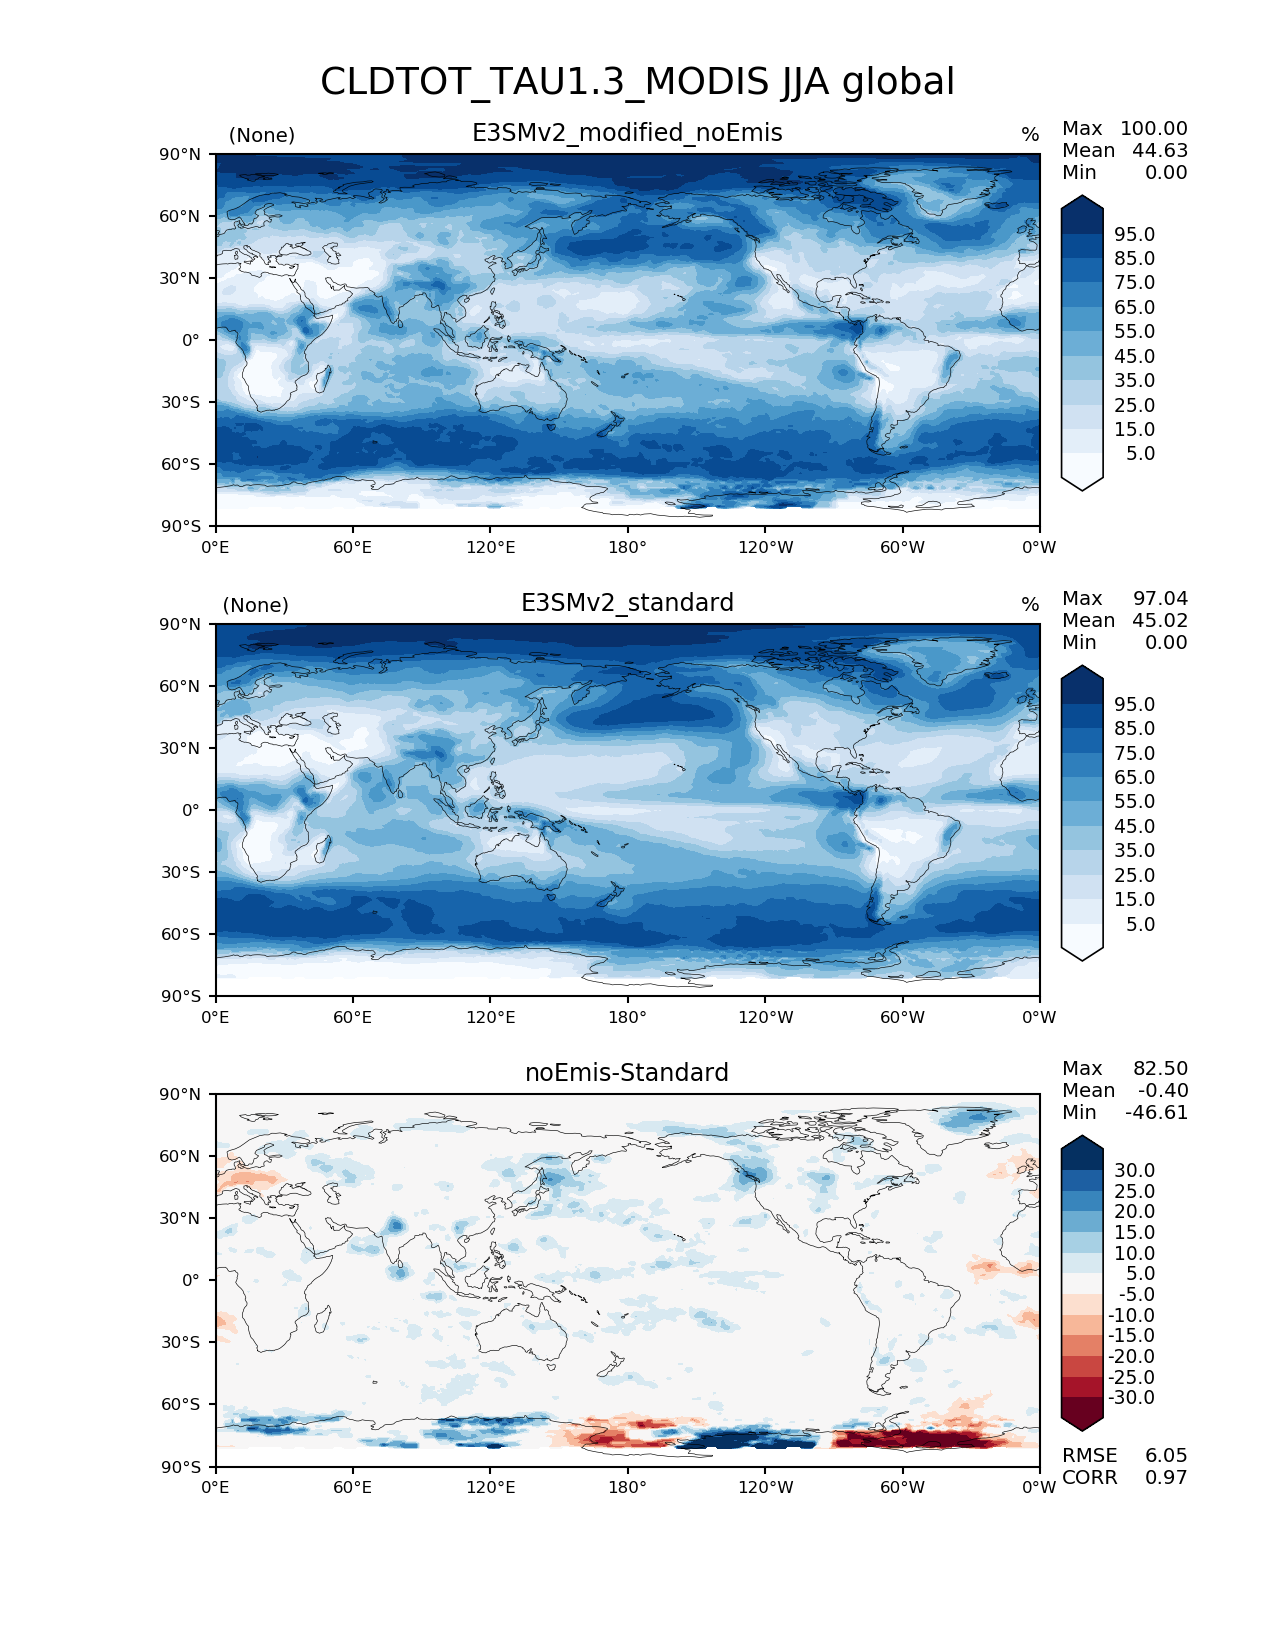 CLDTOT_TAU1.3_MODIS JJA global
(None) E3SMv2_modified_noEmis %
Max 100.00
Mean 44.63
Min 0.00
90°N
60°N
30°N
0°
30°S
60°S
90°S
0°E 60°E 120°E 180° 120°W 60°W 0°W
95.0
85.0
75.0
65.0
55.0
45.0
35.0
25.0
15.0
5.0
(None) E3SMv2_standard %
Max 97.04
Mean 45.02
Min 0.00
90°N
60°N
30°N
0°
30°S
60°S
90°S
0°E 60°E 120°E 180° 120°W 60°W 0°W
95.0
85.0
75.0
65.0
55.0
45.0
35.0
25.0
15.0
5.0
noEmis-Standard
Max 82.50
Mean -0.40
Min -46.61
90°N
60°N
30°N
0°
30°S
60°S
90°S
0°E 60°E 120°E 180° 120°W 60°W 0°W
30.0
25.0
20.0
15.0
10.0
5.0
-5.0
-10.0
-15.0
-20.0
-25.0
-30.0
RMSE 6.05
CORR 0.97